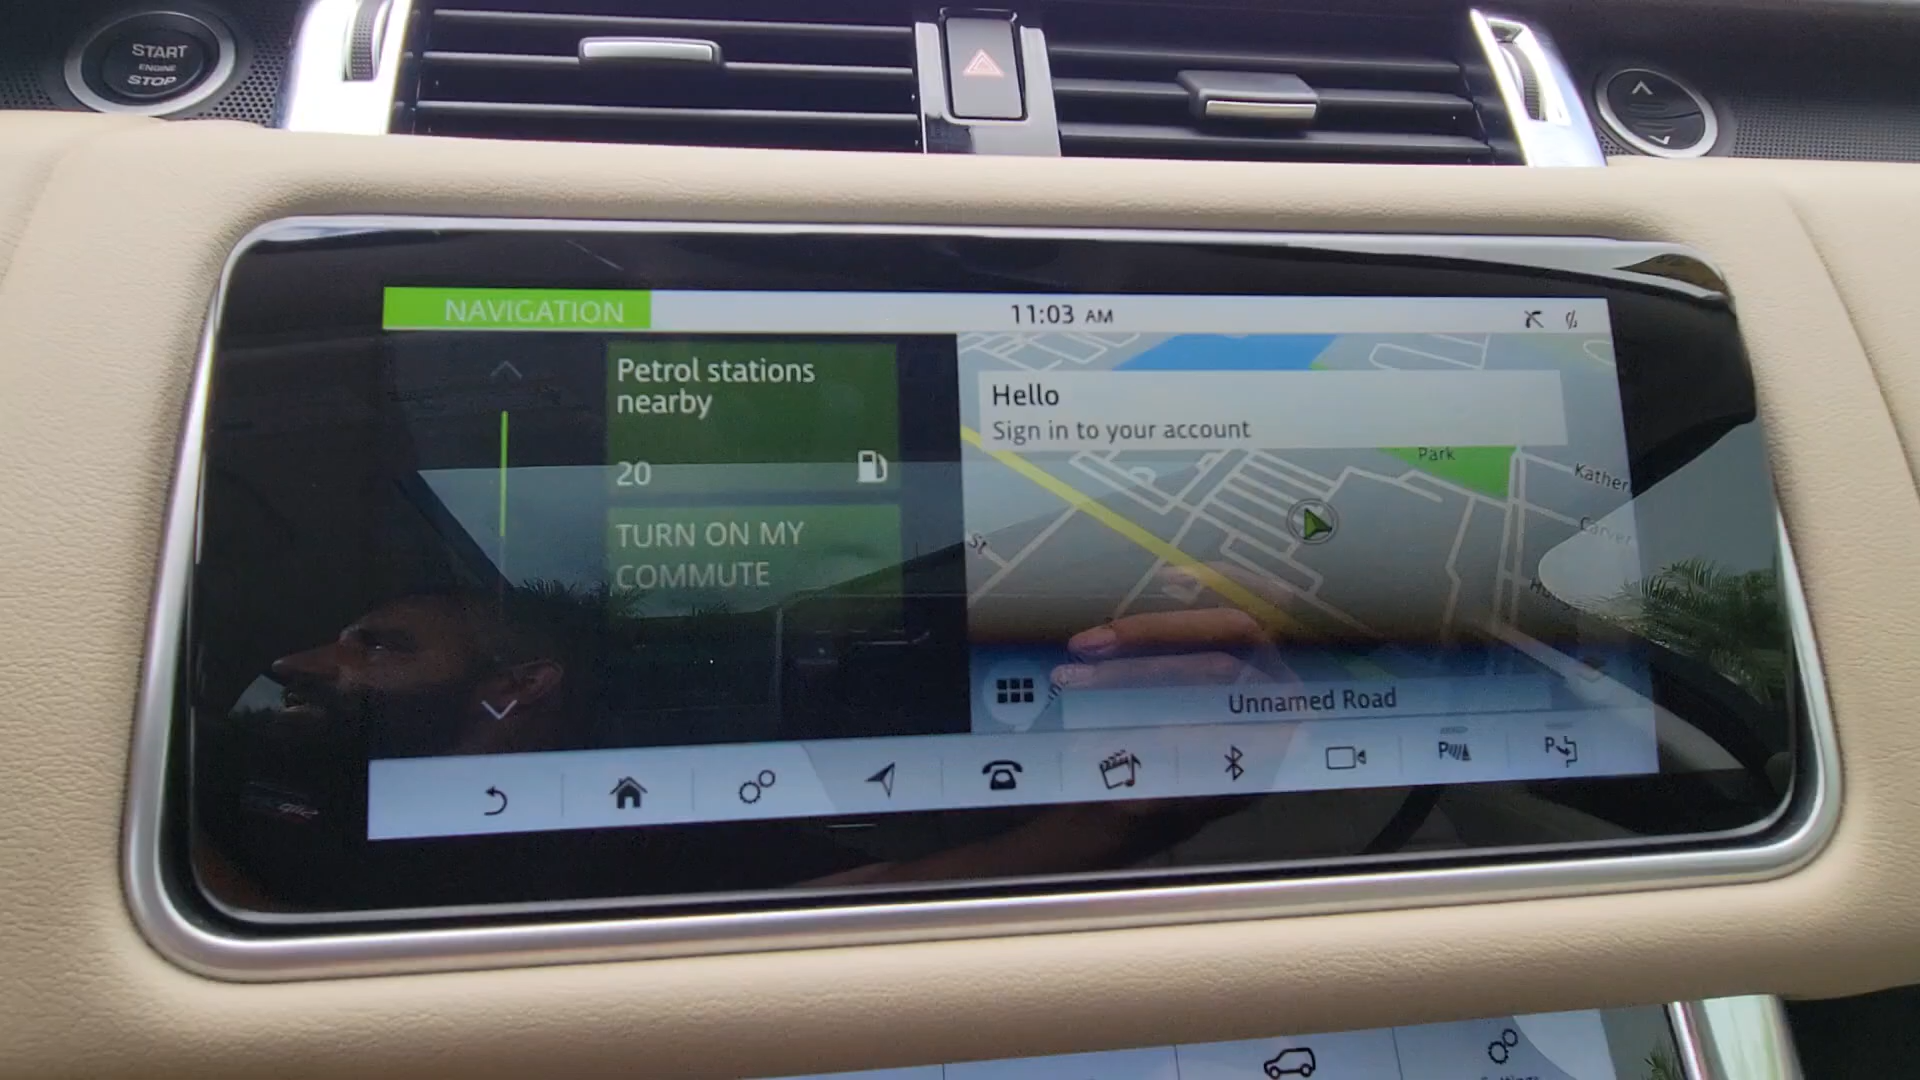 START
ENGINE
STOP
NAVIGATION
11:03 AM
Petrol stations
nearby
20
TURN ON MY
COMMUTE
Hello
Sign in to your account
Park
Kather
Carver
St
Unnamed Road
P
P